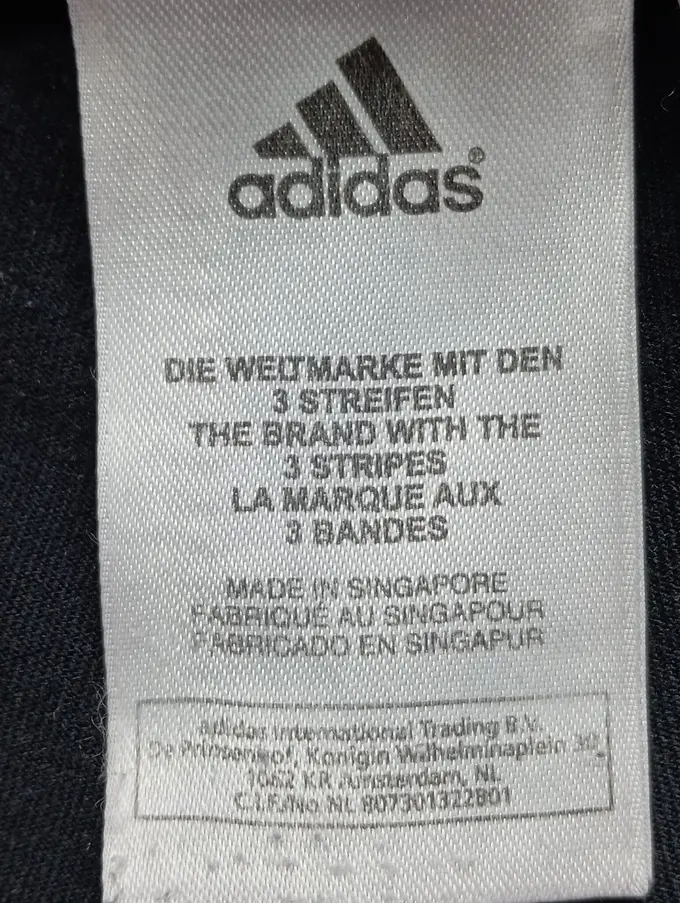 adidas®
DIE WELTMARKE MIT DEN
3 STREIFEN
THE BRAND WITH THE
3 STRIPES
LA MARQUE AUX
3 BANDES
MADE IN SINGAPORE
FABRIQUÉ AU SINGAPOUR
FABRICADO EN SINGAPUR
adidas International Trading B.V.
De Prinsenhof, Konigin Wilhelminaplein 30,
1062 KR Amsterdam, NL
C.I.F./No NL 807301322B01